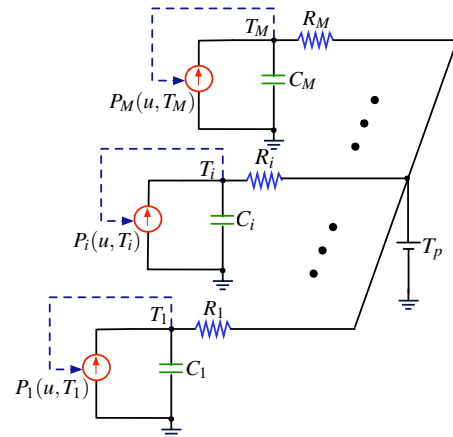 T_M R_M
C_M
P_M(u, T_M)
T_i R_i
C_i
P_i(u, T_i)
T_p
T_1 R_1
C_1
P_1(u, T_1)